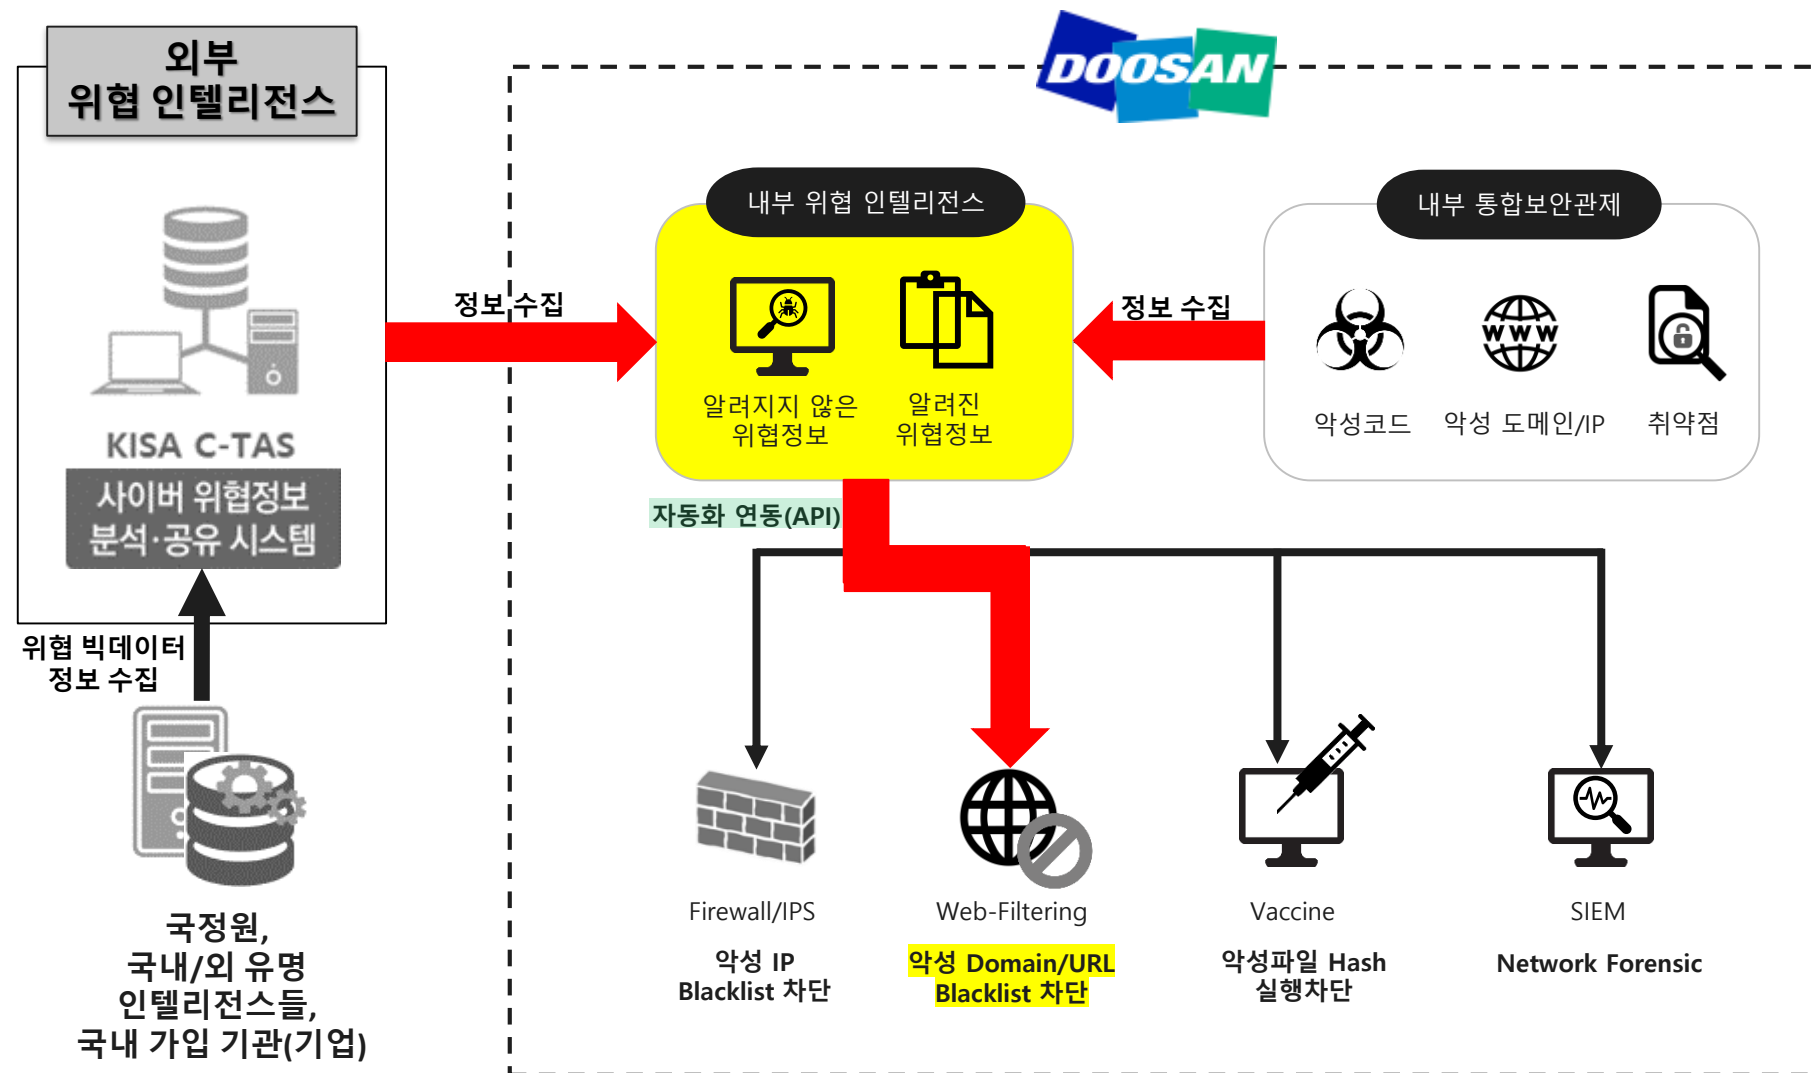 외부
위협 인텔리전스
KISA C-TAS
사이버 위협정보
분석·공유 시스템
위협 빅데이터
정보 수집
국정원,
국내/외 유명
인텔리전스들,
국내 가입 기관(기업)
정보 수집
DOOSAN
내부 위협 인텔리전스
알려지지 않은
위협정보
알려진
위협정보
정보 수집
내부 통합보안관제
악성코드
악성 도메인/IP
WWW
취약점
자동화 연동(API)
Firewall/IPS
악성 IP
Blacklist 차단
Web-Filtering
악성 Domain/URL
Blacklist 차단
Vaccine
악성파일 Hash
실행차단
SIEM
Network Forensic